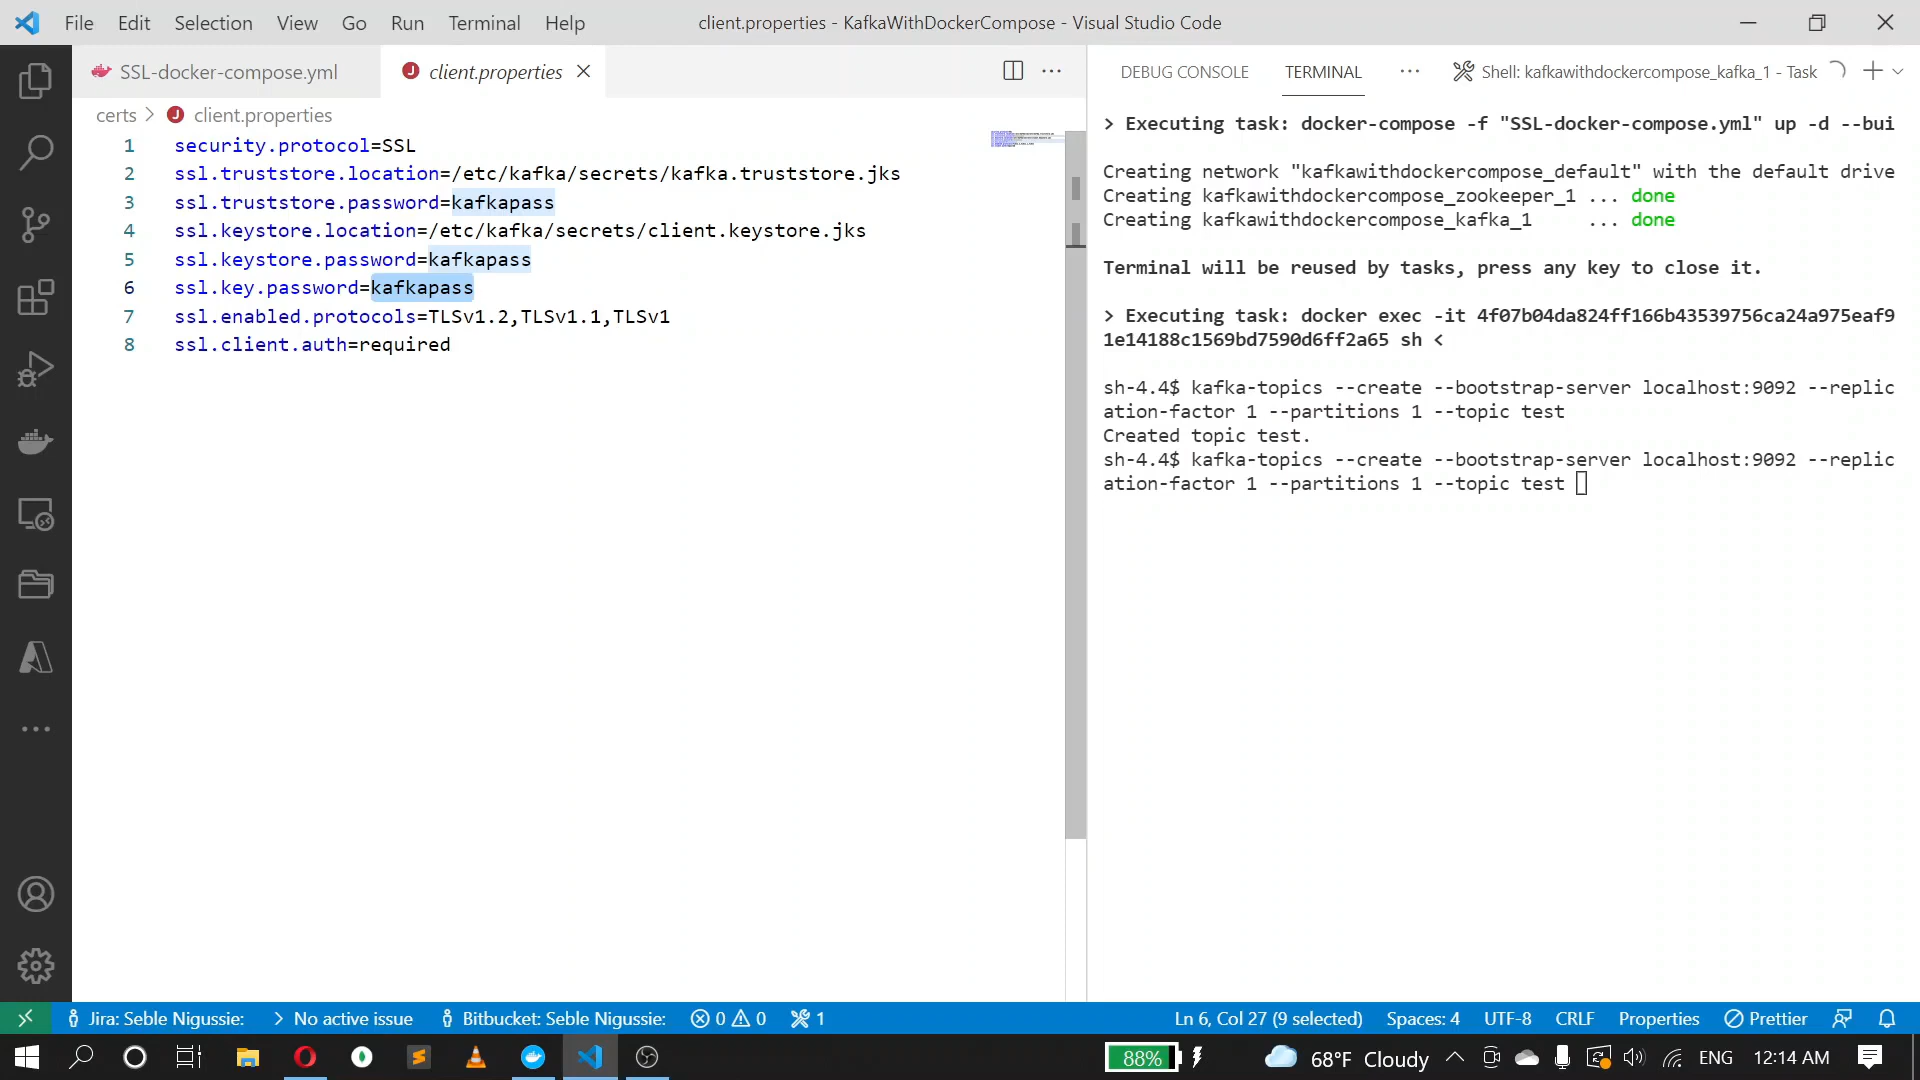 File Edit Selection View Go Run Terminal Help
client.properties - KafkaWithDockerCompose - Visual Studio Code
SSL-docker-compose.yml
client.properties
certs > client.properties
1 security.protocol=SSL
2 ssl.truststore.location=/etc/kafka/secrets/kafka.truststore.jks
3 ssl.truststore.password=kafkapass
4 ssl.keystore.location=/etc/kafka/secrets/client.keystore.jks
5 ssl.keystore.password=kafkapass
6 ssl.key.password=kafkapass
7 ssl.enabled.protocols=TLSv1.2,TLSv1.1,TLSv1
8 ssl.client.auth=required
DEBUG CONSOLE TERMINAL ... Shell: kafkawithdockercompose_kafka_1 - Task
> Executing task: docker-compose -f "SSL-docker-compose.yml" up -d --bui
Creating network "kafkawithdockercompose_default" with the default drive
Creating kafkawithdockercompose_zookeeper_1 ... done
Creating kafkawithdockercompose_kafka_1 ... done
Terminal will be reused by tasks, press any key to close it.
> Executing task: docker exec -it 4f07b04da824ff166b43539756ca24a975eaf9
1e14188c1569bd7590d6ff2a65 sh <
sh-4.4$ kafka-topics --create --bootstrap-server localhost:9092 --replic
ation-factor 1 --partitions 1 --topic test
Created topic test.
sh-4.4$ kafka-topics --create --bootstrap-server localhost:9092 --replic
ation-factor 1 --partitions 1 --topic test
Jira: Seble Nigussie: > No active issue Bitbucket: Seble Nigussie: 0 0 1
Ln 6, Col 27 (9 selected) Spaces: 4 UTF-8 CRLF Properties Prettier
88% 68°F Cloudy ENG 12:14 AM